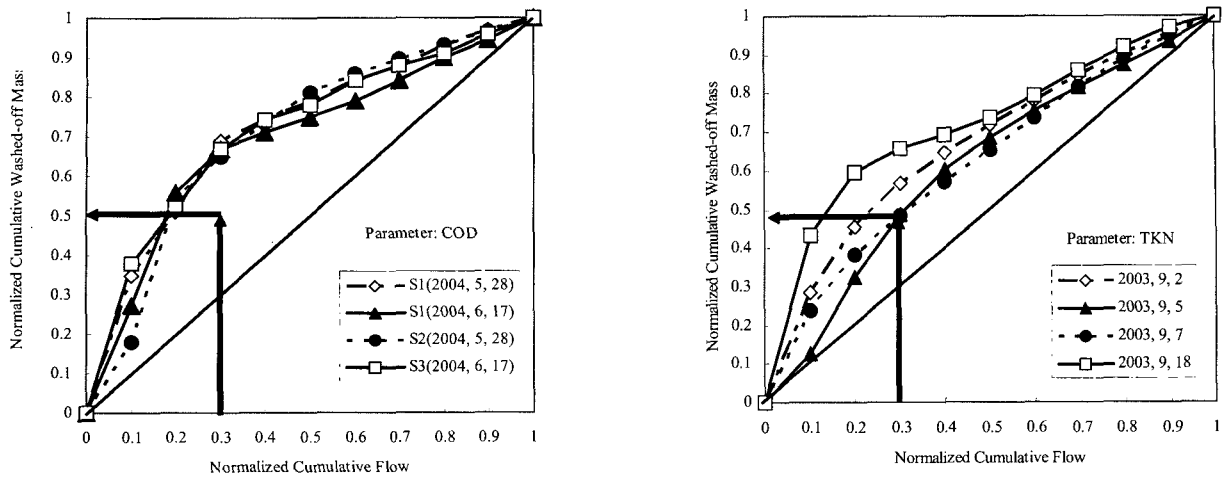 Normalized Cumulative Washed-off Mas:
1
0.9
0.8
0.7
0.6
0.5
0.4
0.3
0.2
0.1
0
Parameter: COD
S1(2004, 5, 28)
S1(2004, 6, 17)
S2(2004, 5, 28)
S3(2004, 6, 17)
0 0.1 0.2 0.3 0.4 0.5 0.6 0.7 0.8 0.9 1
Normalized Cumulative Flow
Normalized Cumulative Washed-off Mass
1
0.9
0.8
0.7
0.6
0.5
0.4
0.3
0.2
0.1
0
Parameter: TKN
2003, 9, 2
2003, 9, 5
2003, 9, 7
2003, 9, 18
0 0.1 0.2 0.3 0.4 0.5 0.6 0.7 0.8 0.9 1
Normalized Cumulative Flow